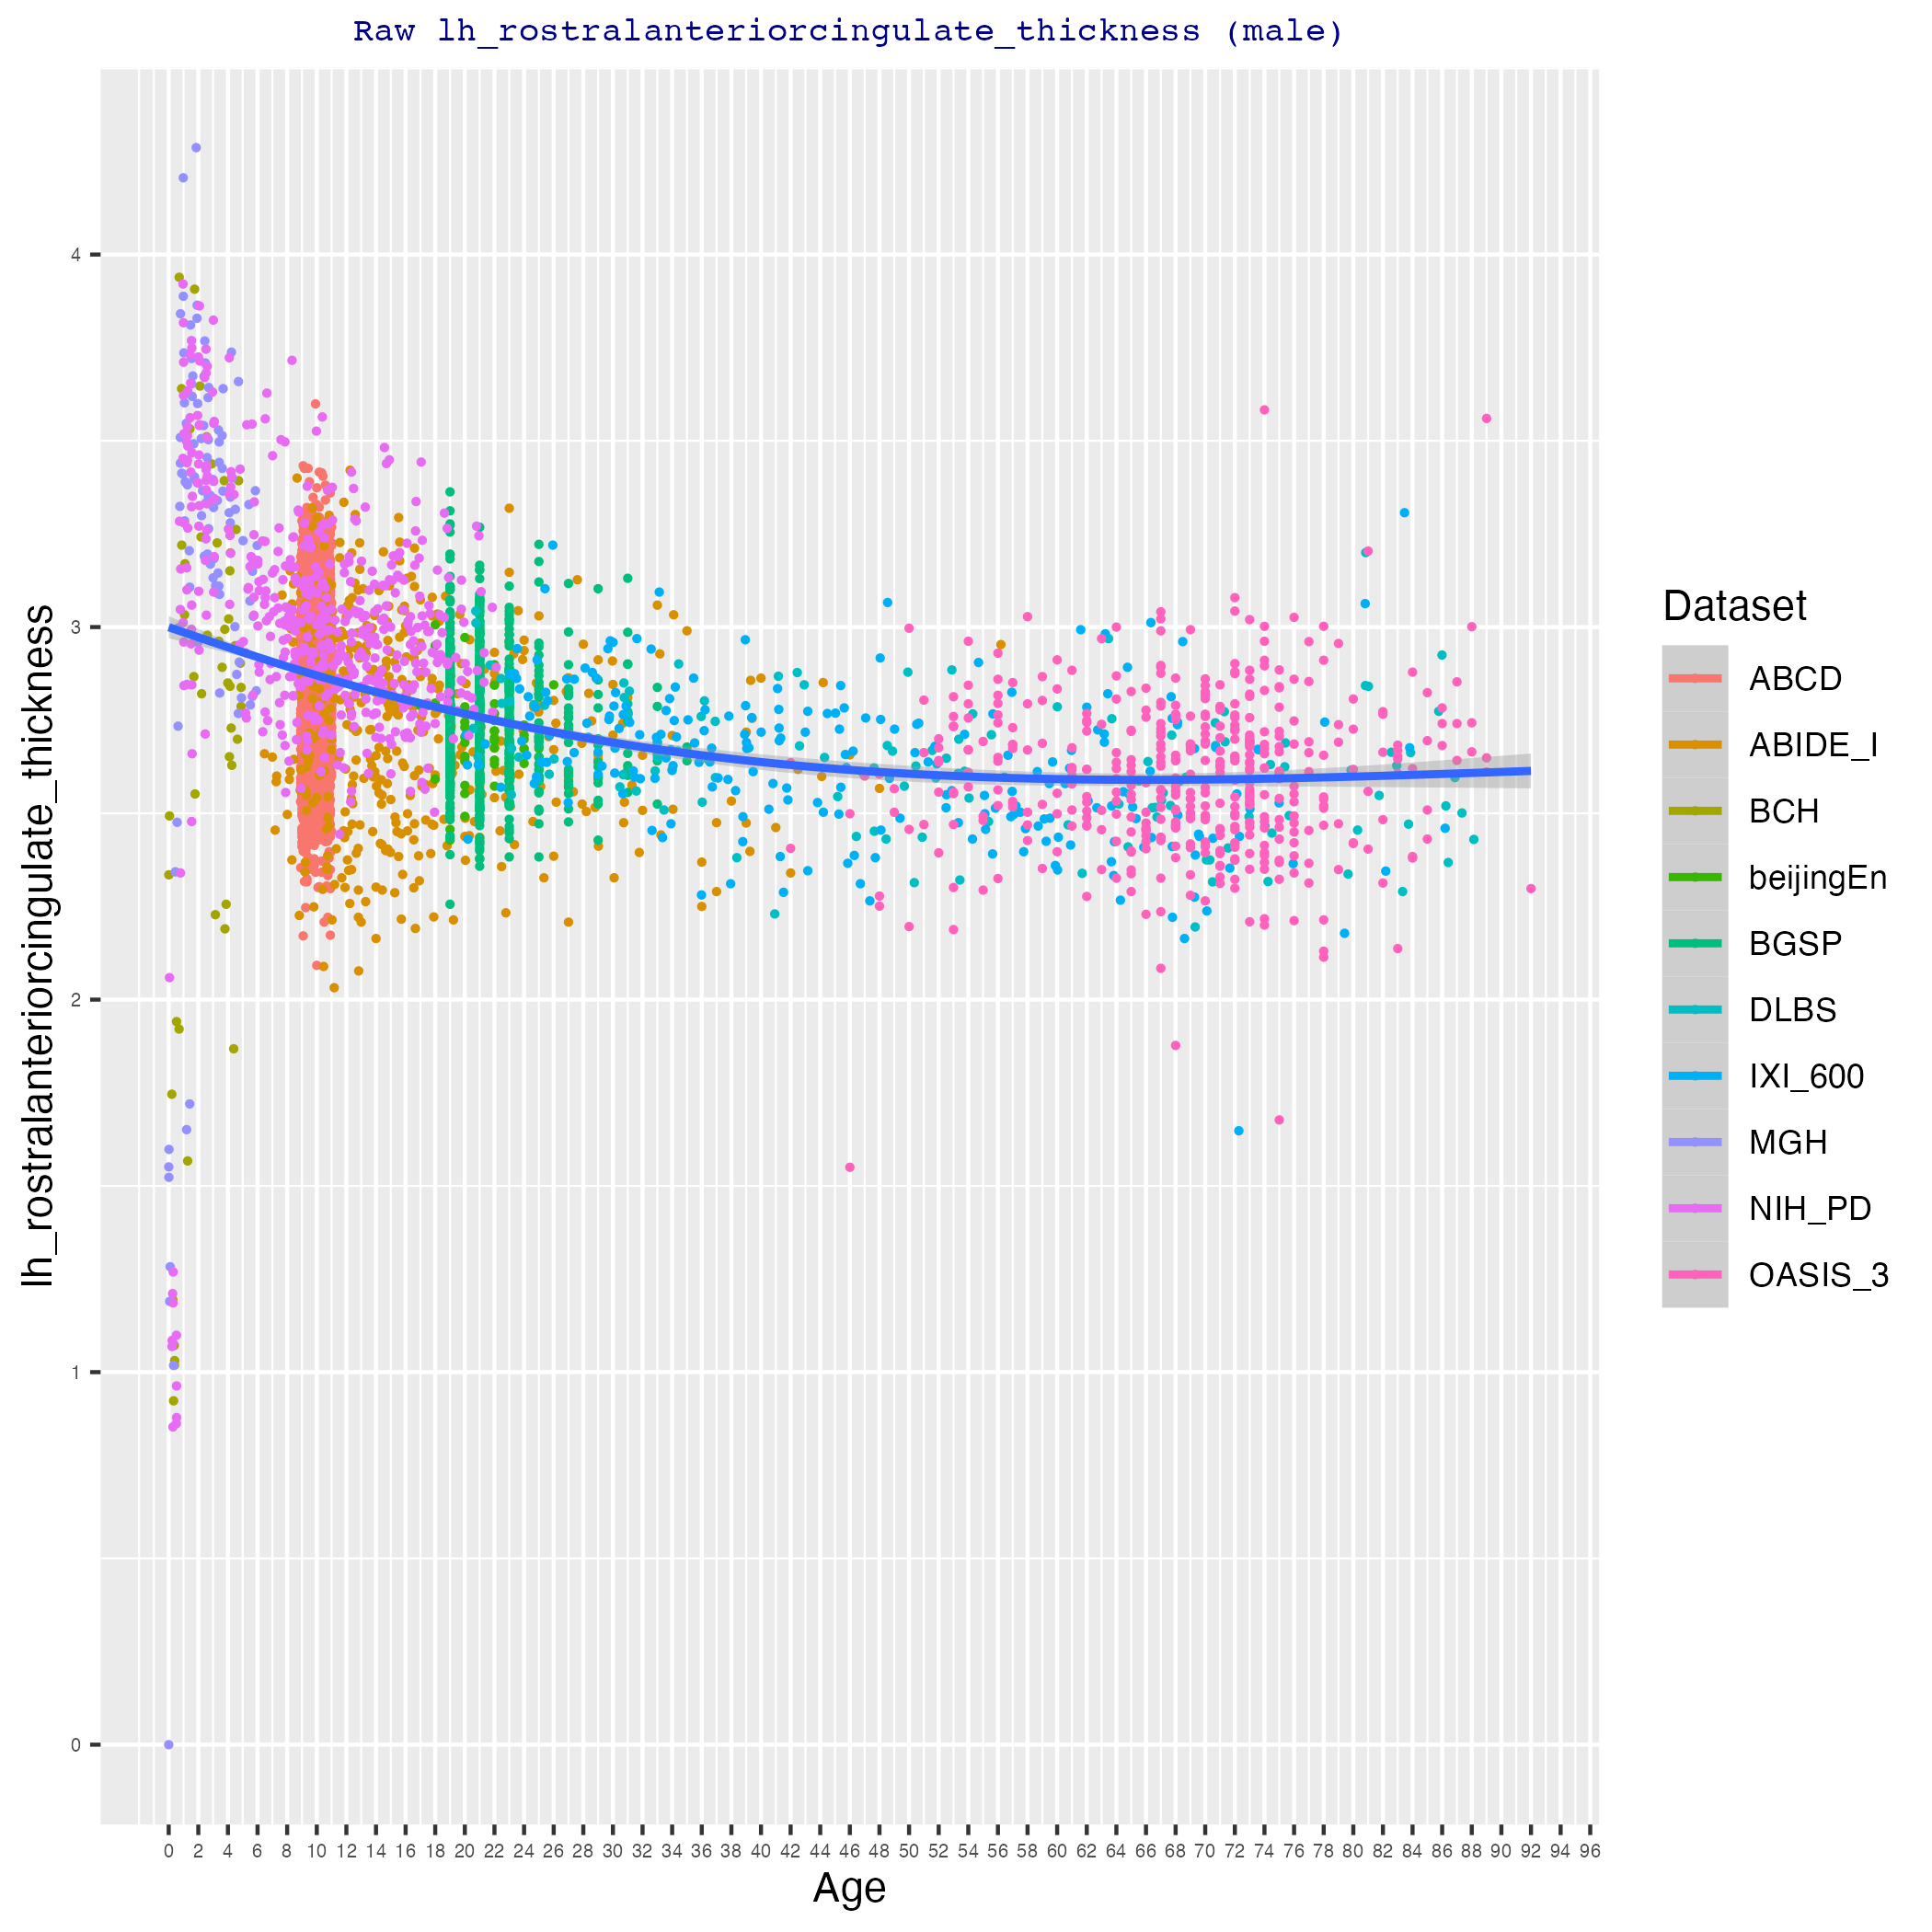 Raw lh_rostralanteriorcingulate_thickness (male)
lh_rostralanteriorcingulate_thickness
4
3
2
1
0
0 2 4 6 8 10 12 14 16 18 20 22 24 26 28 30 32 34 36 38 40 42 44 46 48 50 52 54 56 58 60 62 64 66 68 70 72 74 76 78 80 82 84 86 88 90 92 94 96
Age
Dataset
ABCD
ABIDE_I
BCH
beijingEn
BGSP
DLBS
IXI_600
MGH
NIH_PD
OASIS_3